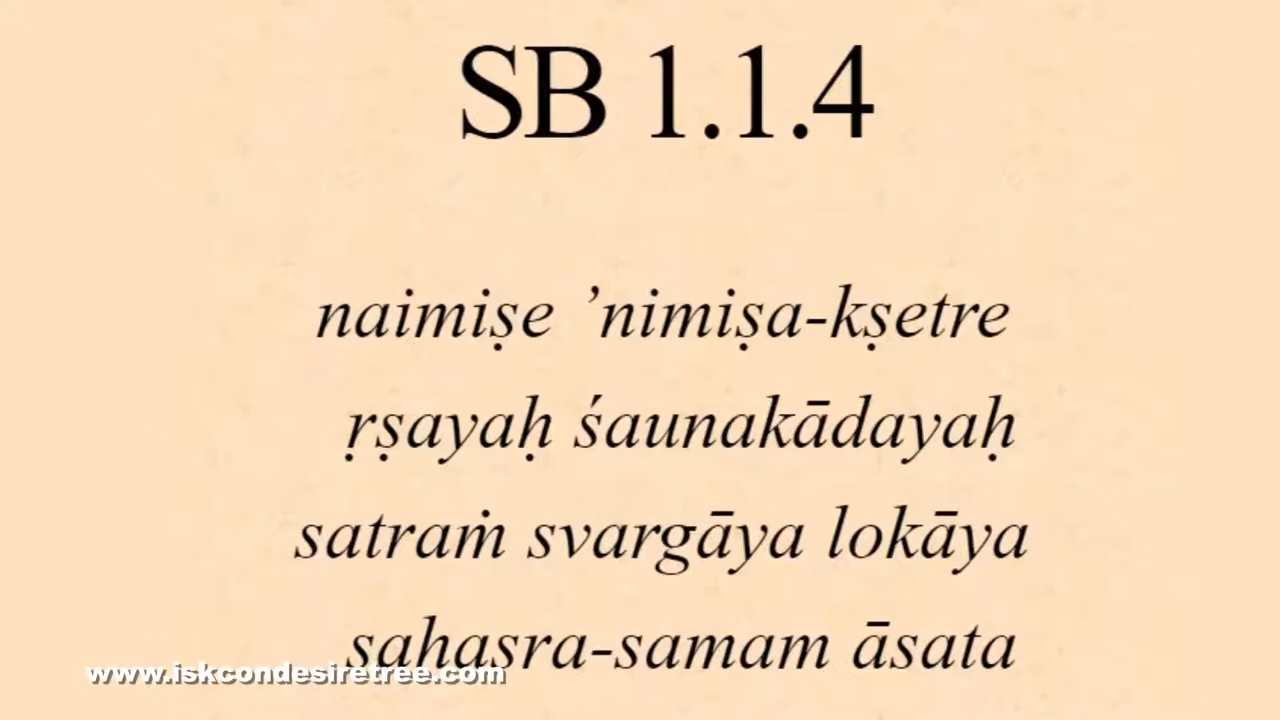 SB 1.1.4
naimiṣe ’nimiṣa-kṣetre
ṛṣayaḥ śaunakādayaḥ
satraṁ svargāya lokāya
sahasra-samam āsata
www.iskcondesiretree.com